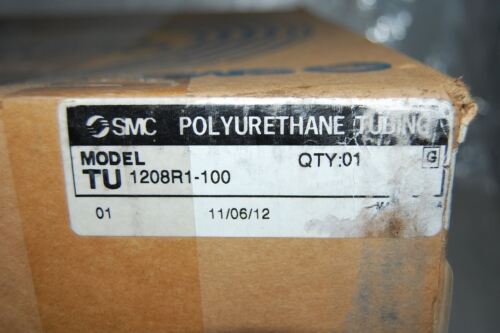 SMC POLYURETHANE TUBING
MODEL QTY:01 G
TU 1208R1-100
01 11/06/12